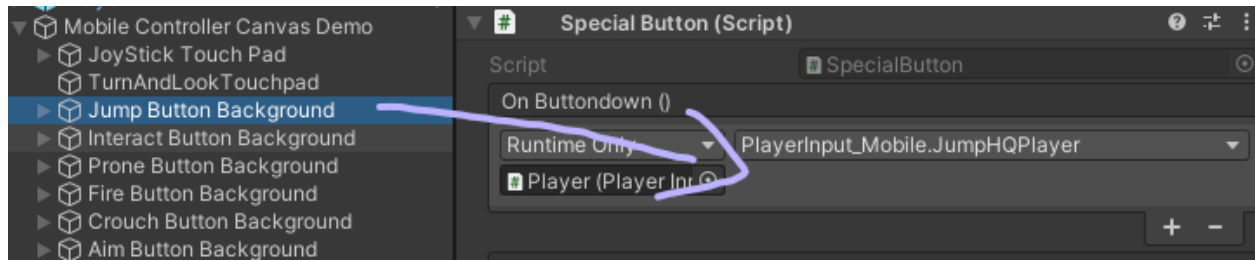 Mobile Controller Canvas Demo
JoyStick Touch Pad
TurnAndLookTouchpad
Jump Button Background
Interact Button Background
Prone Button Background
Fire Button Background
Crouch Button Background
Aim Button Background
# Special Button (Script)
Script # SpecialButton
On Buttondown ()
Runtime Only PlayerInput_Mobile.JumpHQPlayer
# Player (Player Inp
+ -